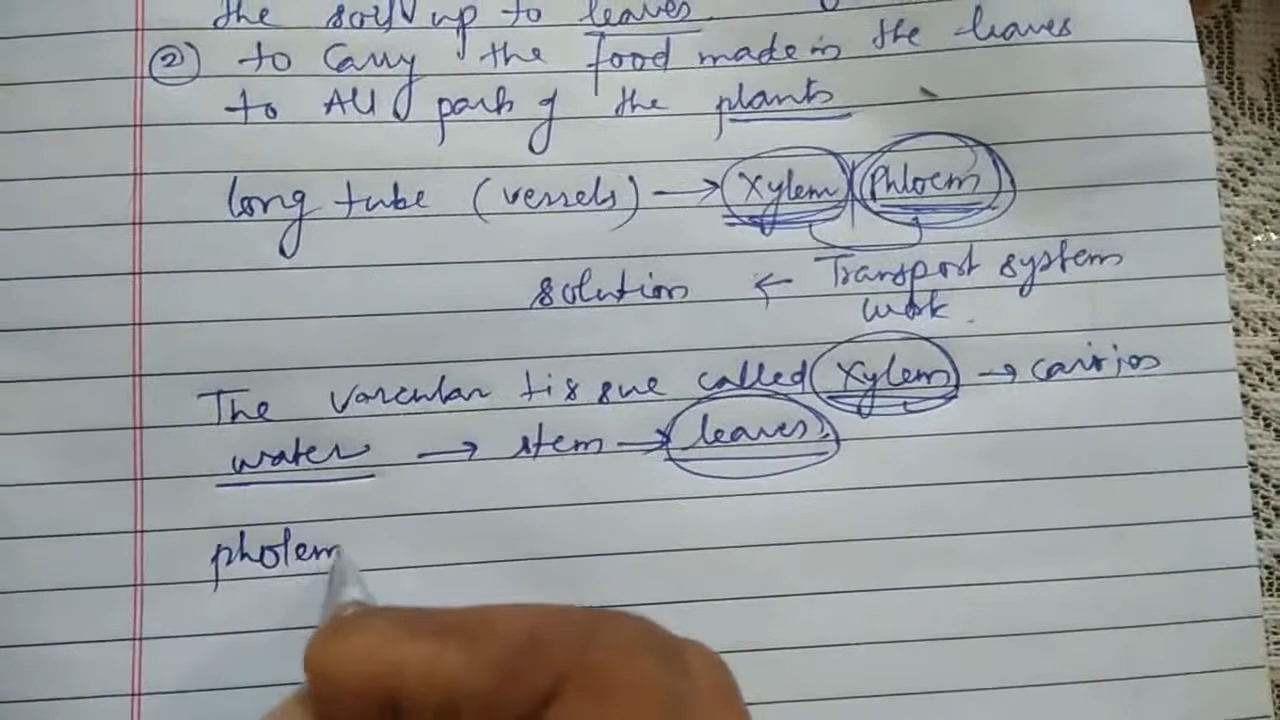 the soil up to leaves.
② to Carry the food made in the leaves
to All part of the plants
long tube (vessels) → Xylem Phloem
solution ← Transport system
work.
The vascular tissue called Xylem → carries
water → stem → leaves.
pholem